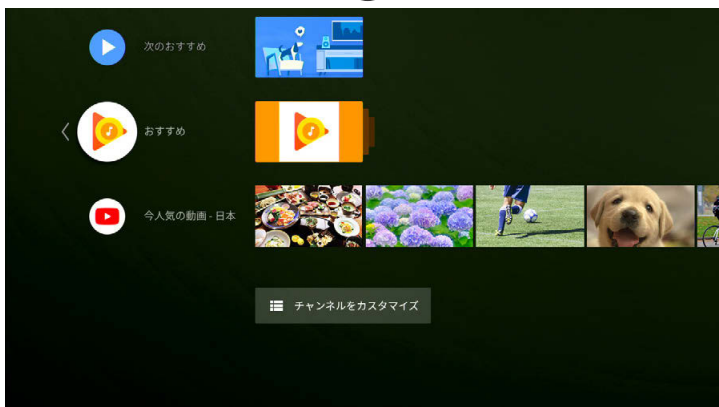 次のおすすめ
おすすめ
今人気の動画 - 日本
チャンネルをカスタマイズ